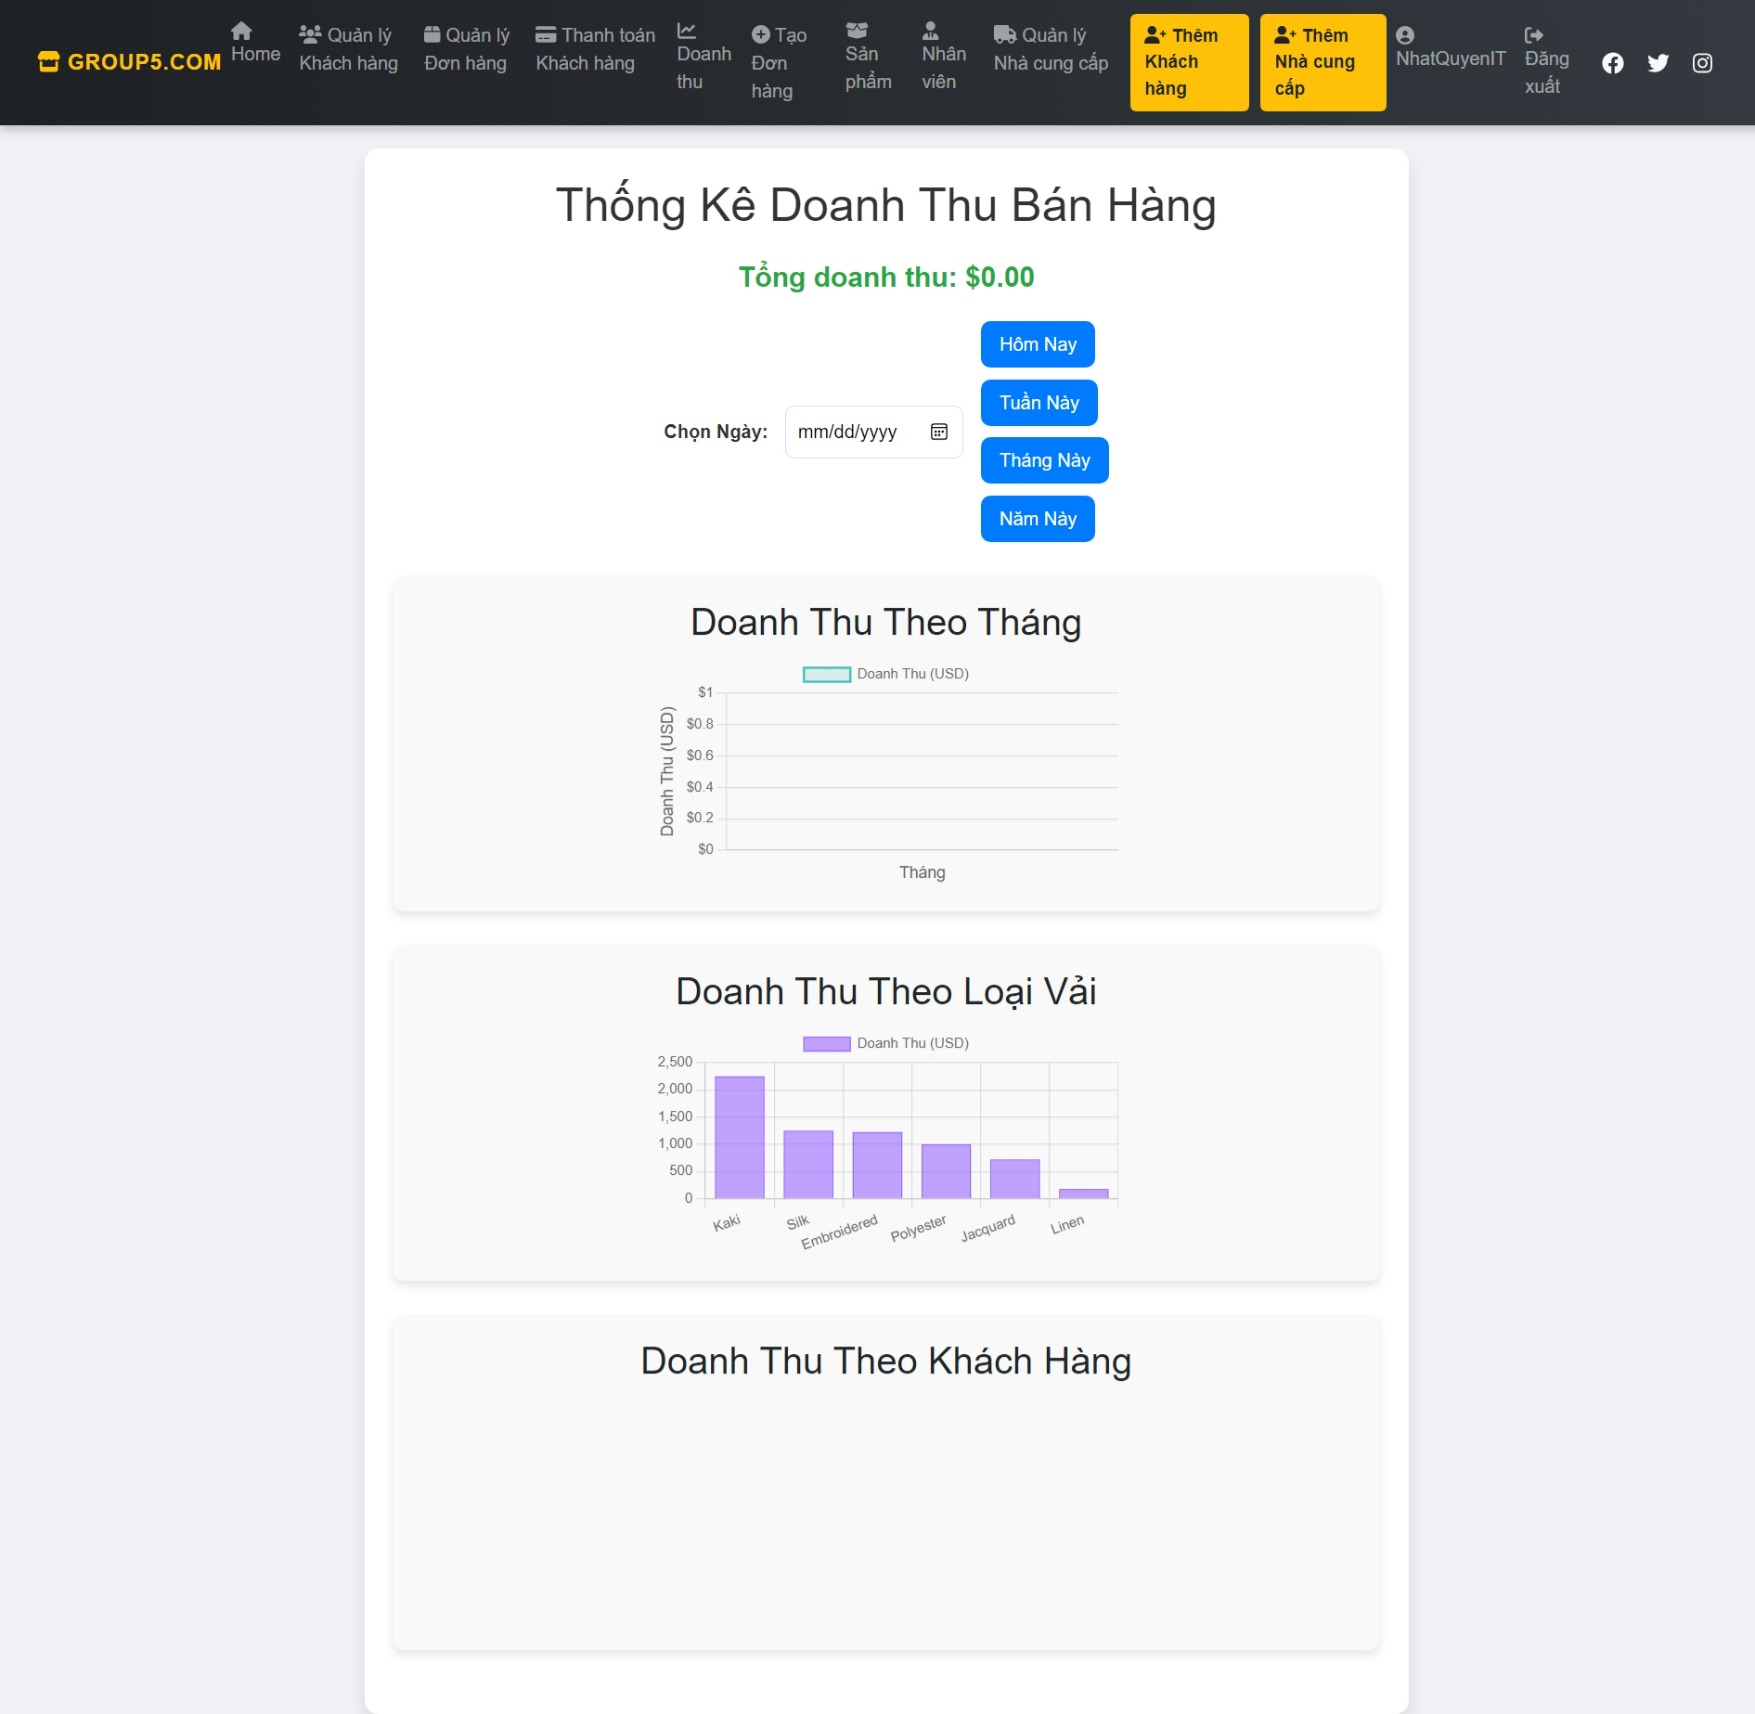 GROUP5.COM
Home
Quản lý
Khách hàng
Quản lý
Đơn hàng
Thanh toán
Khách hàng
Doanh
thu
Tạo
Đơn
hàng
Sản
phẩm
Nhân
viên
Quản lý
Nhà cung cấp
Thêm
Khách
hàng
Thêm
Nhà cung
cấp
NhatQuyenIT
Đăng
xuất
Thống Kê Doanh Thu Bán Hàng
Tổng doanh thu: $0.00
Chọn Ngày:
mm/dd/yyyy
Hôm Nay
Tuần Này
Tháng Này
Năm Này
Doanh Thu Theo Tháng
Doanh Thu (USD)
Doanh Thu (USD)
$1
$0.8
$0.6
$0.4
$0.2
$0
Tháng
Doanh Thu Theo Loại Vải
Doanh Thu (USD)
2,500
2,000
1,500
1,000
500
0
Kaki
Silk
Embroidered
Polyester
Jacquard
Linen
Doanh Thu Theo Khách Hàng